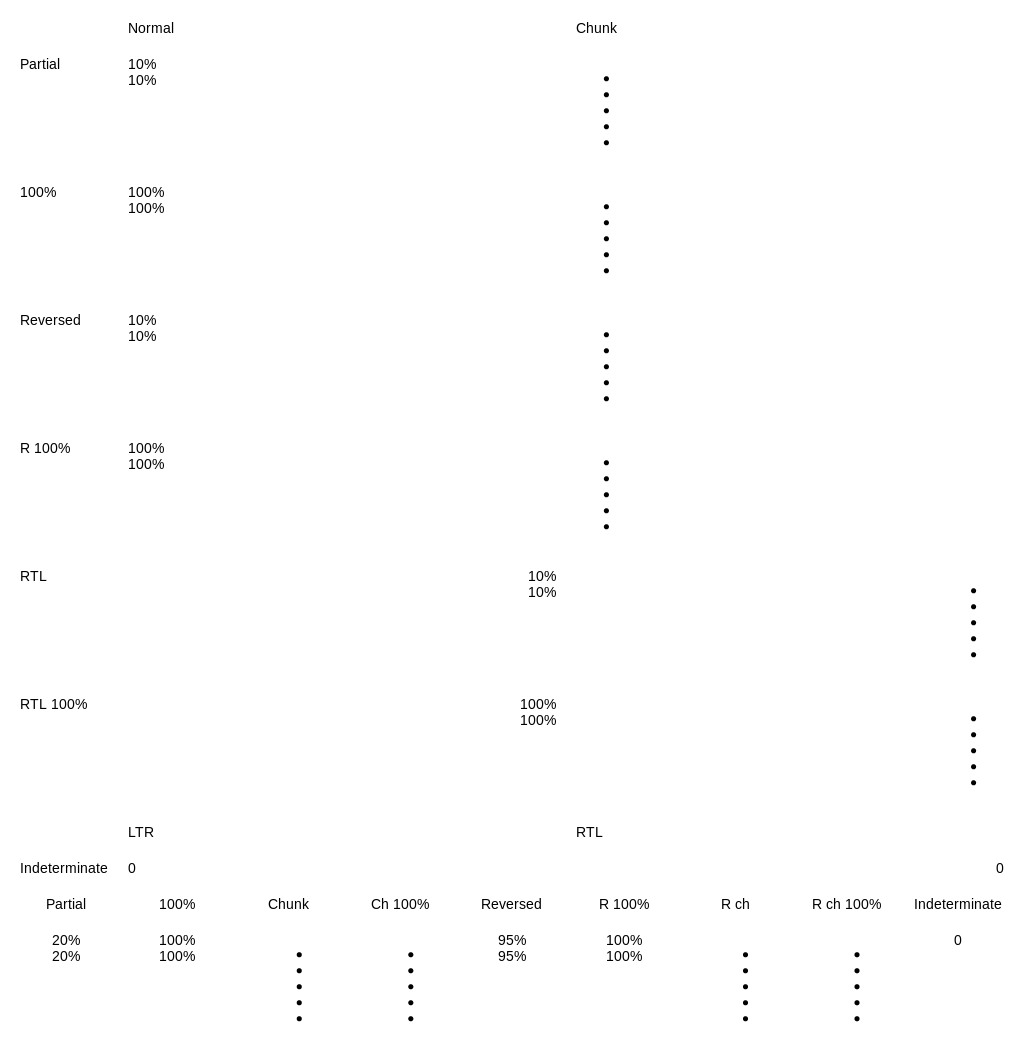 Normal Chunk
Partial 10%
10%
•
•
•
•
•
100% 100%
100%
•
•
•
•
•
Reversed 10%
10%
•
•
•
•
•
R 100% 100%
100%
•
•
•
•
•
RTL 10%
10%
•
•
•
•
•
RTL 100% 100%
100%
•
•
•
•
•
LTR RTL
Indeterminate 0 0
Partial 100% Chunk Ch 100% Reversed R 100% R ch R ch 100% Indeterminate
20% 100% 95% 100% 0
20% 100% • • 95% 100% • •
• • • •
• • • •
• • • •
• • • •